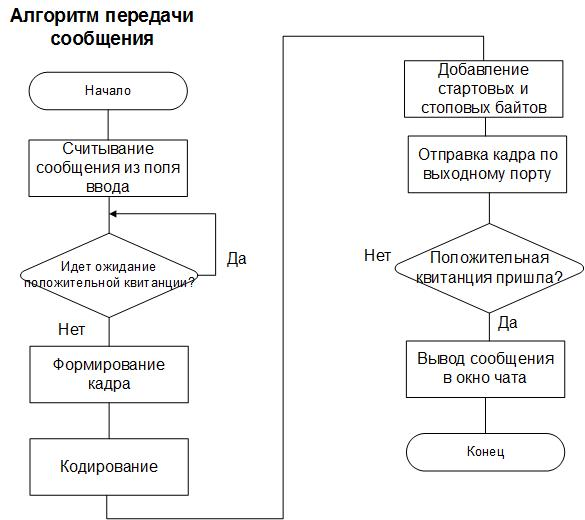 Алгоритм передачи
сообщения
Начало
Считывание
сообщения из поля
ввода
Идет ожидание
положительной квитанции?
Да
Нет
Формирование
кадра
Кодирование
Добавление
стартовых и
стоповых байтов
Отправка кадра по
выходному порту
Нет
Положительная
квитанция пришла?
Да
Вывод сообщения
в окно чата
Конец